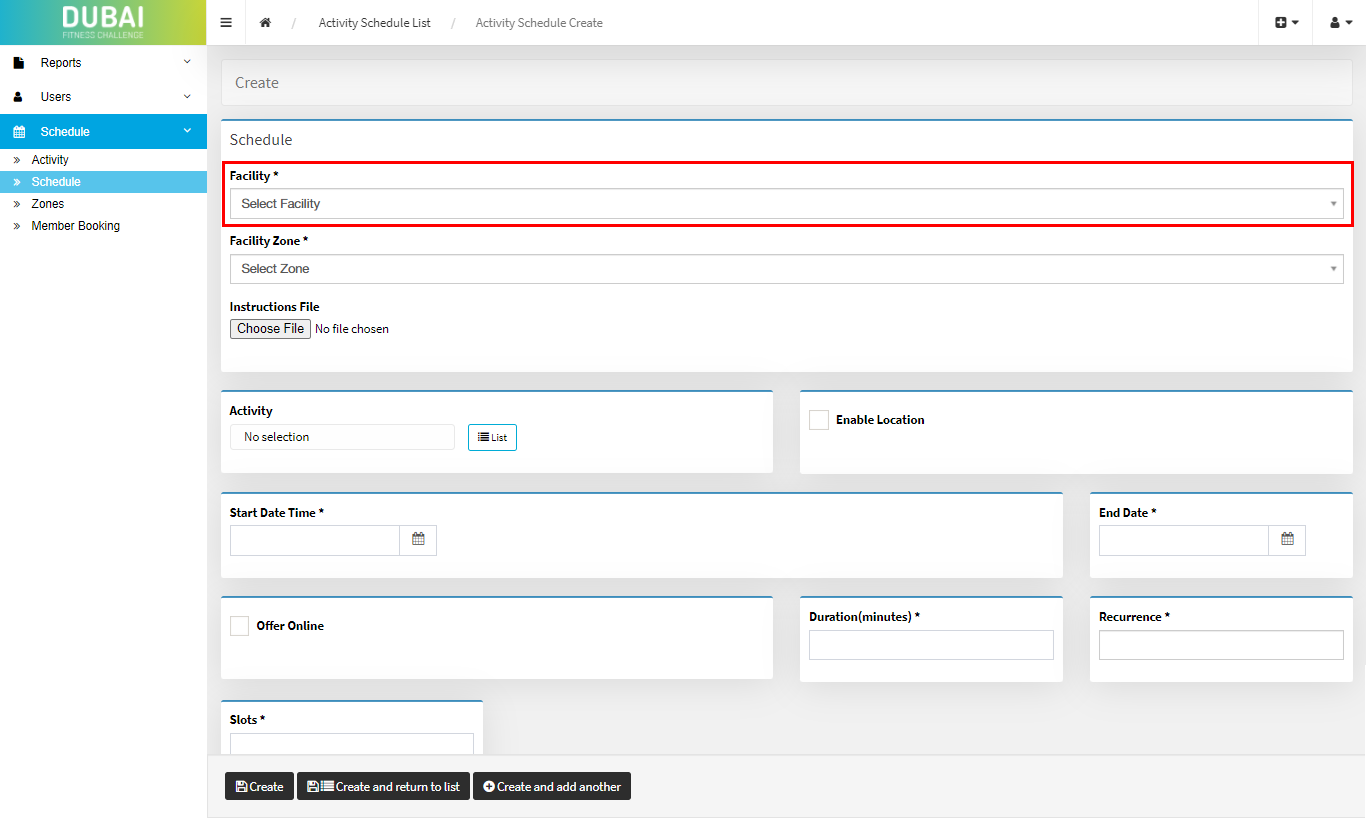 DUBAI
FITNESS CHALLENGE
/ Activity Schedule List / Activity Schedule Create
Reports
Users
Schedule
» Activity
» Schedule
» Zones
» Member Booking
Create
Schedule
Facility *
Select Facility
Facility Zone *
Select Zone
Instructions File
Choose File No file chosen
Activity
No selection
List
Enable Location
Start Date Time *
End Date *
Offer Online
Duration(minutes) *
Recurrence *
Slots *
Create
Create and return to list
Create and add another